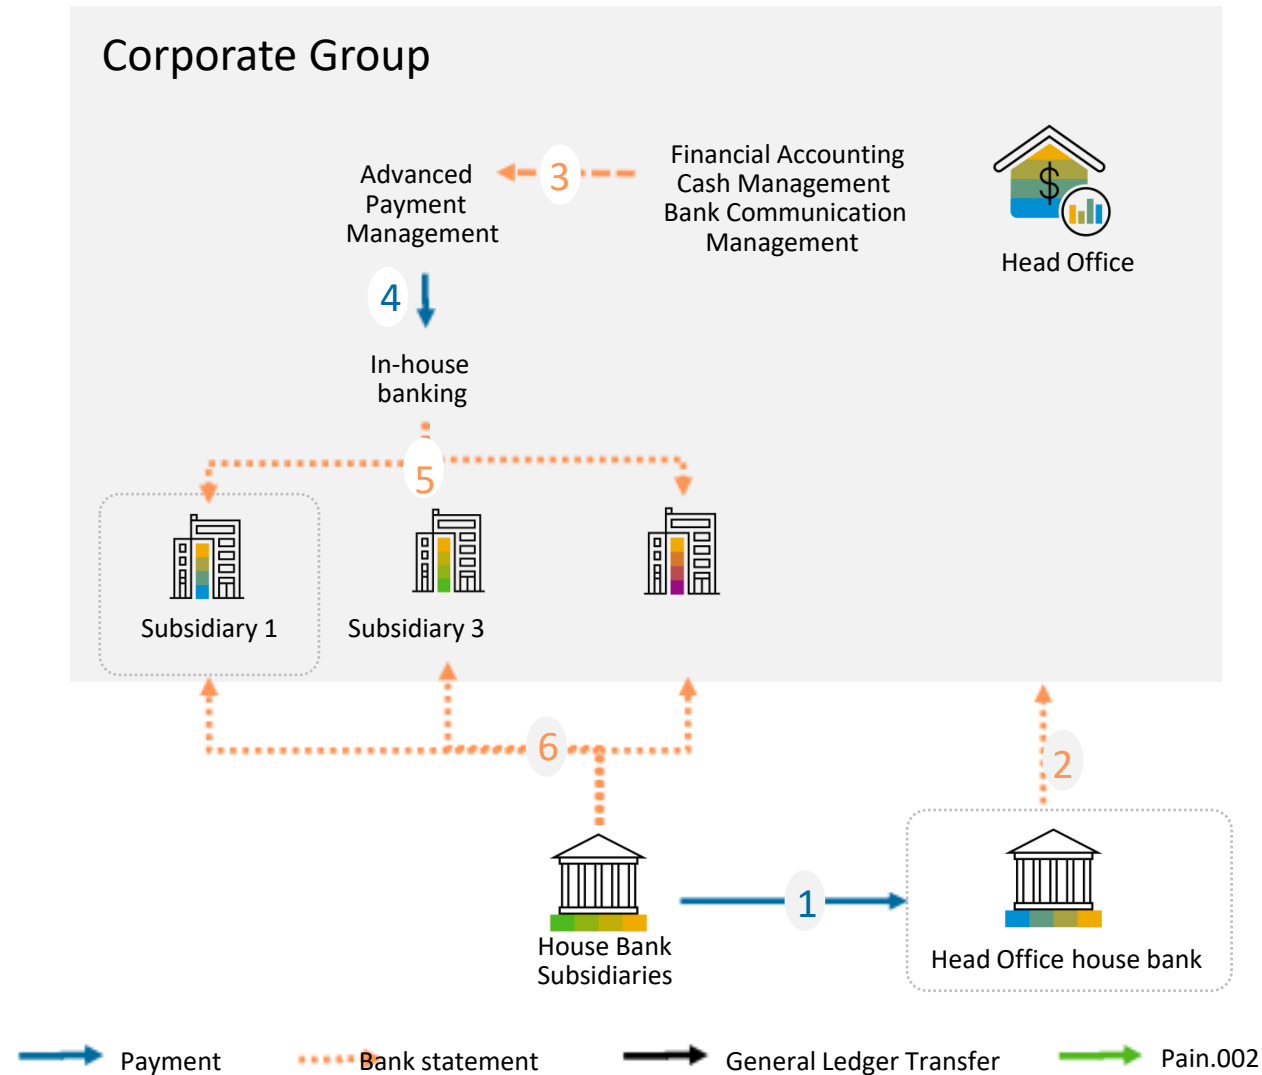 Corporate Group
Financial Accounting
Cash Management
Bank Communication
Management
Advanced
Payment
Management
3
$
Head Office
4
In-house
banking
5
Subsidiary 1
Subsidiary 3
6
2
1
House Bank
Subsidiaries
Head Office house bank
Payment
Bank statement
General Ledger Transfer
Pain.002